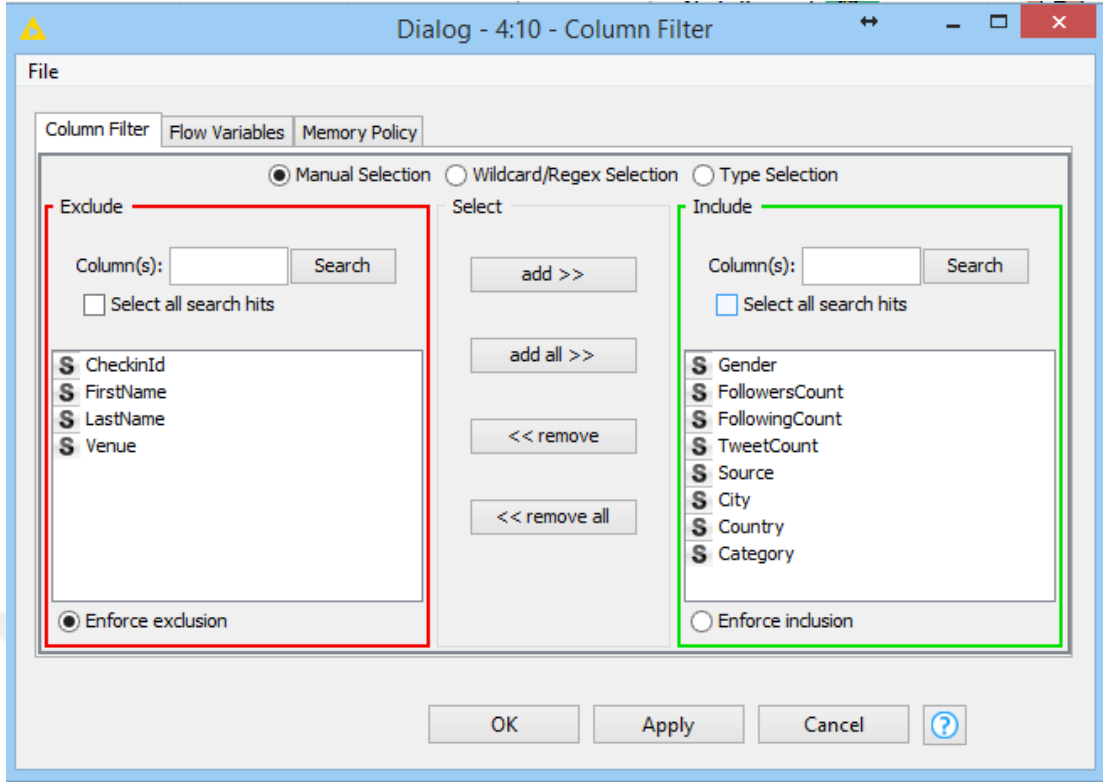 Dialog - 4:10 - Column Filter
File
Column Filter Flow Variables Memory Policy
Manual Selection Wildcard/Regex Selection Type Selection
Exclude Select Include
Column(s): Search add >> Column(s): Search
Select all search hits Select all search hits
add all >>
S CheckinId S Gender
S FirstName S FollowersCount
S LastName S FollowingCount
S Venue << remove S TweetCount
S Source
S City
<< remove all S Country
S Category
Enforce exclusion Enforce inclusion
OK Apply Cancel ?